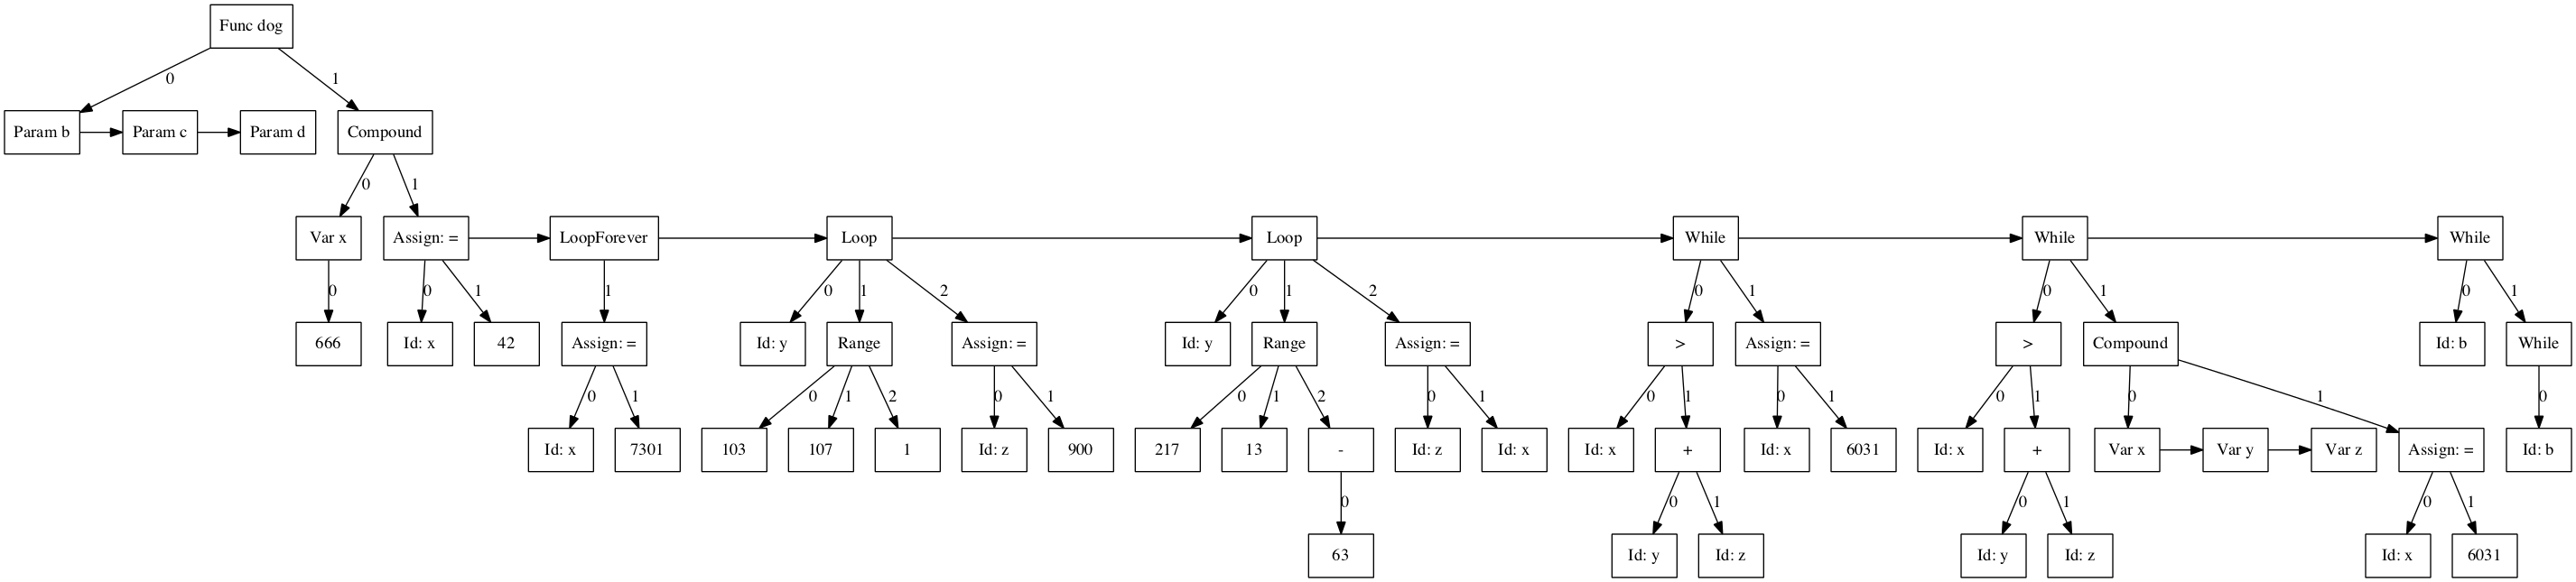 Func dog
0 1
Param b Param c Param d Compound
0 1
Var x Assign: = LoopForever Loop Loop While While While
0 0 1 1 0 1 2 0 1 2 0 1 0 1 0 1
666 Id: x 42 Assign: = Id: y Range Assign: = Id: y Range Assign: = > Assign: = > Compound Id: b While
0 1 0 1 2 0 1 0 1 2 0 1 0 1 0 1 0 1 0 1 0
Id: x 7301 103 107 1 Id: z 900 217 13 - Id: z Id: x Id: x + Id: x 6031 Id: x + Var x Var y Var z Assign: = Id: b
0 0 1 0 1 0 1
63 Id: y Id: z Id: y Id: z Id: x 6031